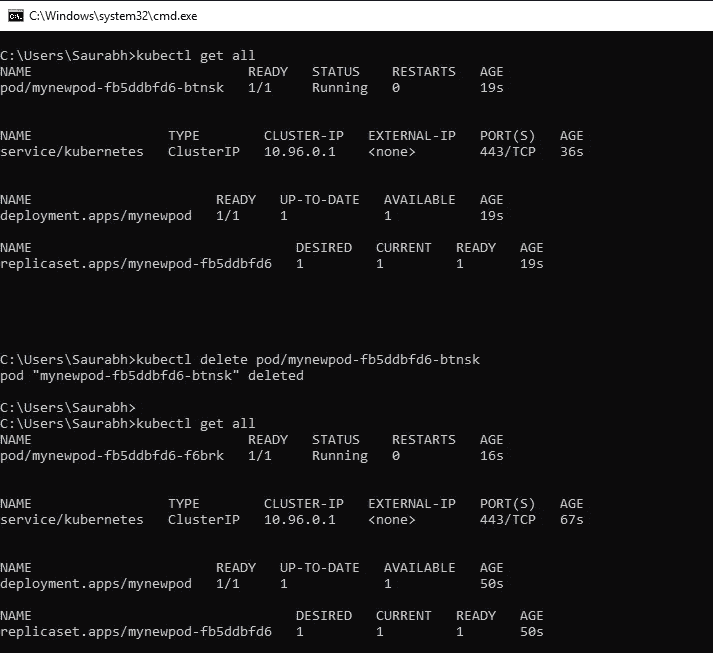 C:\Windows\system32\cmd.exe
C:\Users\Saurabh>kubectl get all
NAME READY STATUS RESTARTS AGE
pod/mynewpod-fb5ddbfd6-btnsk 1/1 Running 0 19s
NAME TYPE CLUSTER-IP EXTERNAL-IP PORT(S) AGE
service/kubernetes ClusterIP 10.96.0.1 <none> 443/TCP 36s
NAME READY UP-TO-DATE AVAILABLE AGE
deployment.apps/mynewpod 1/1 1 1 19s
NAME DESIRED CURRENT READY AGE
replicaset.apps/mynewpod-fb5ddbfd6 1 1 1 19s
C:\Users\Saurabh>kubectl delete pod/mynewpod-fb5ddbfd6-btnsk
pod "mynewpod-fb5ddbfd6-btnsk" deleted
C:\Users\Saurabh>
C:\Users\Saurabh>kubectl get all
NAME READY STATUS RESTARTS AGE
pod/mynewpod-fb5ddbfd6-f6brk 1/1 Running 0 16s
NAME TYPE CLUSTER-IP EXTERNAL-IP PORT(S) AGE
service/kubernetes ClusterIP 10.96.0.1 <none> 443/TCP 67s
NAME READY UP-TO-DATE AVAILABLE AGE
deployment.apps/mynewpod 1/1 1 1 50s
NAME DESIRED CURRENT READY AGE
replicaset.apps/mynewpod-fb5ddbfd6 1 1 1 50s